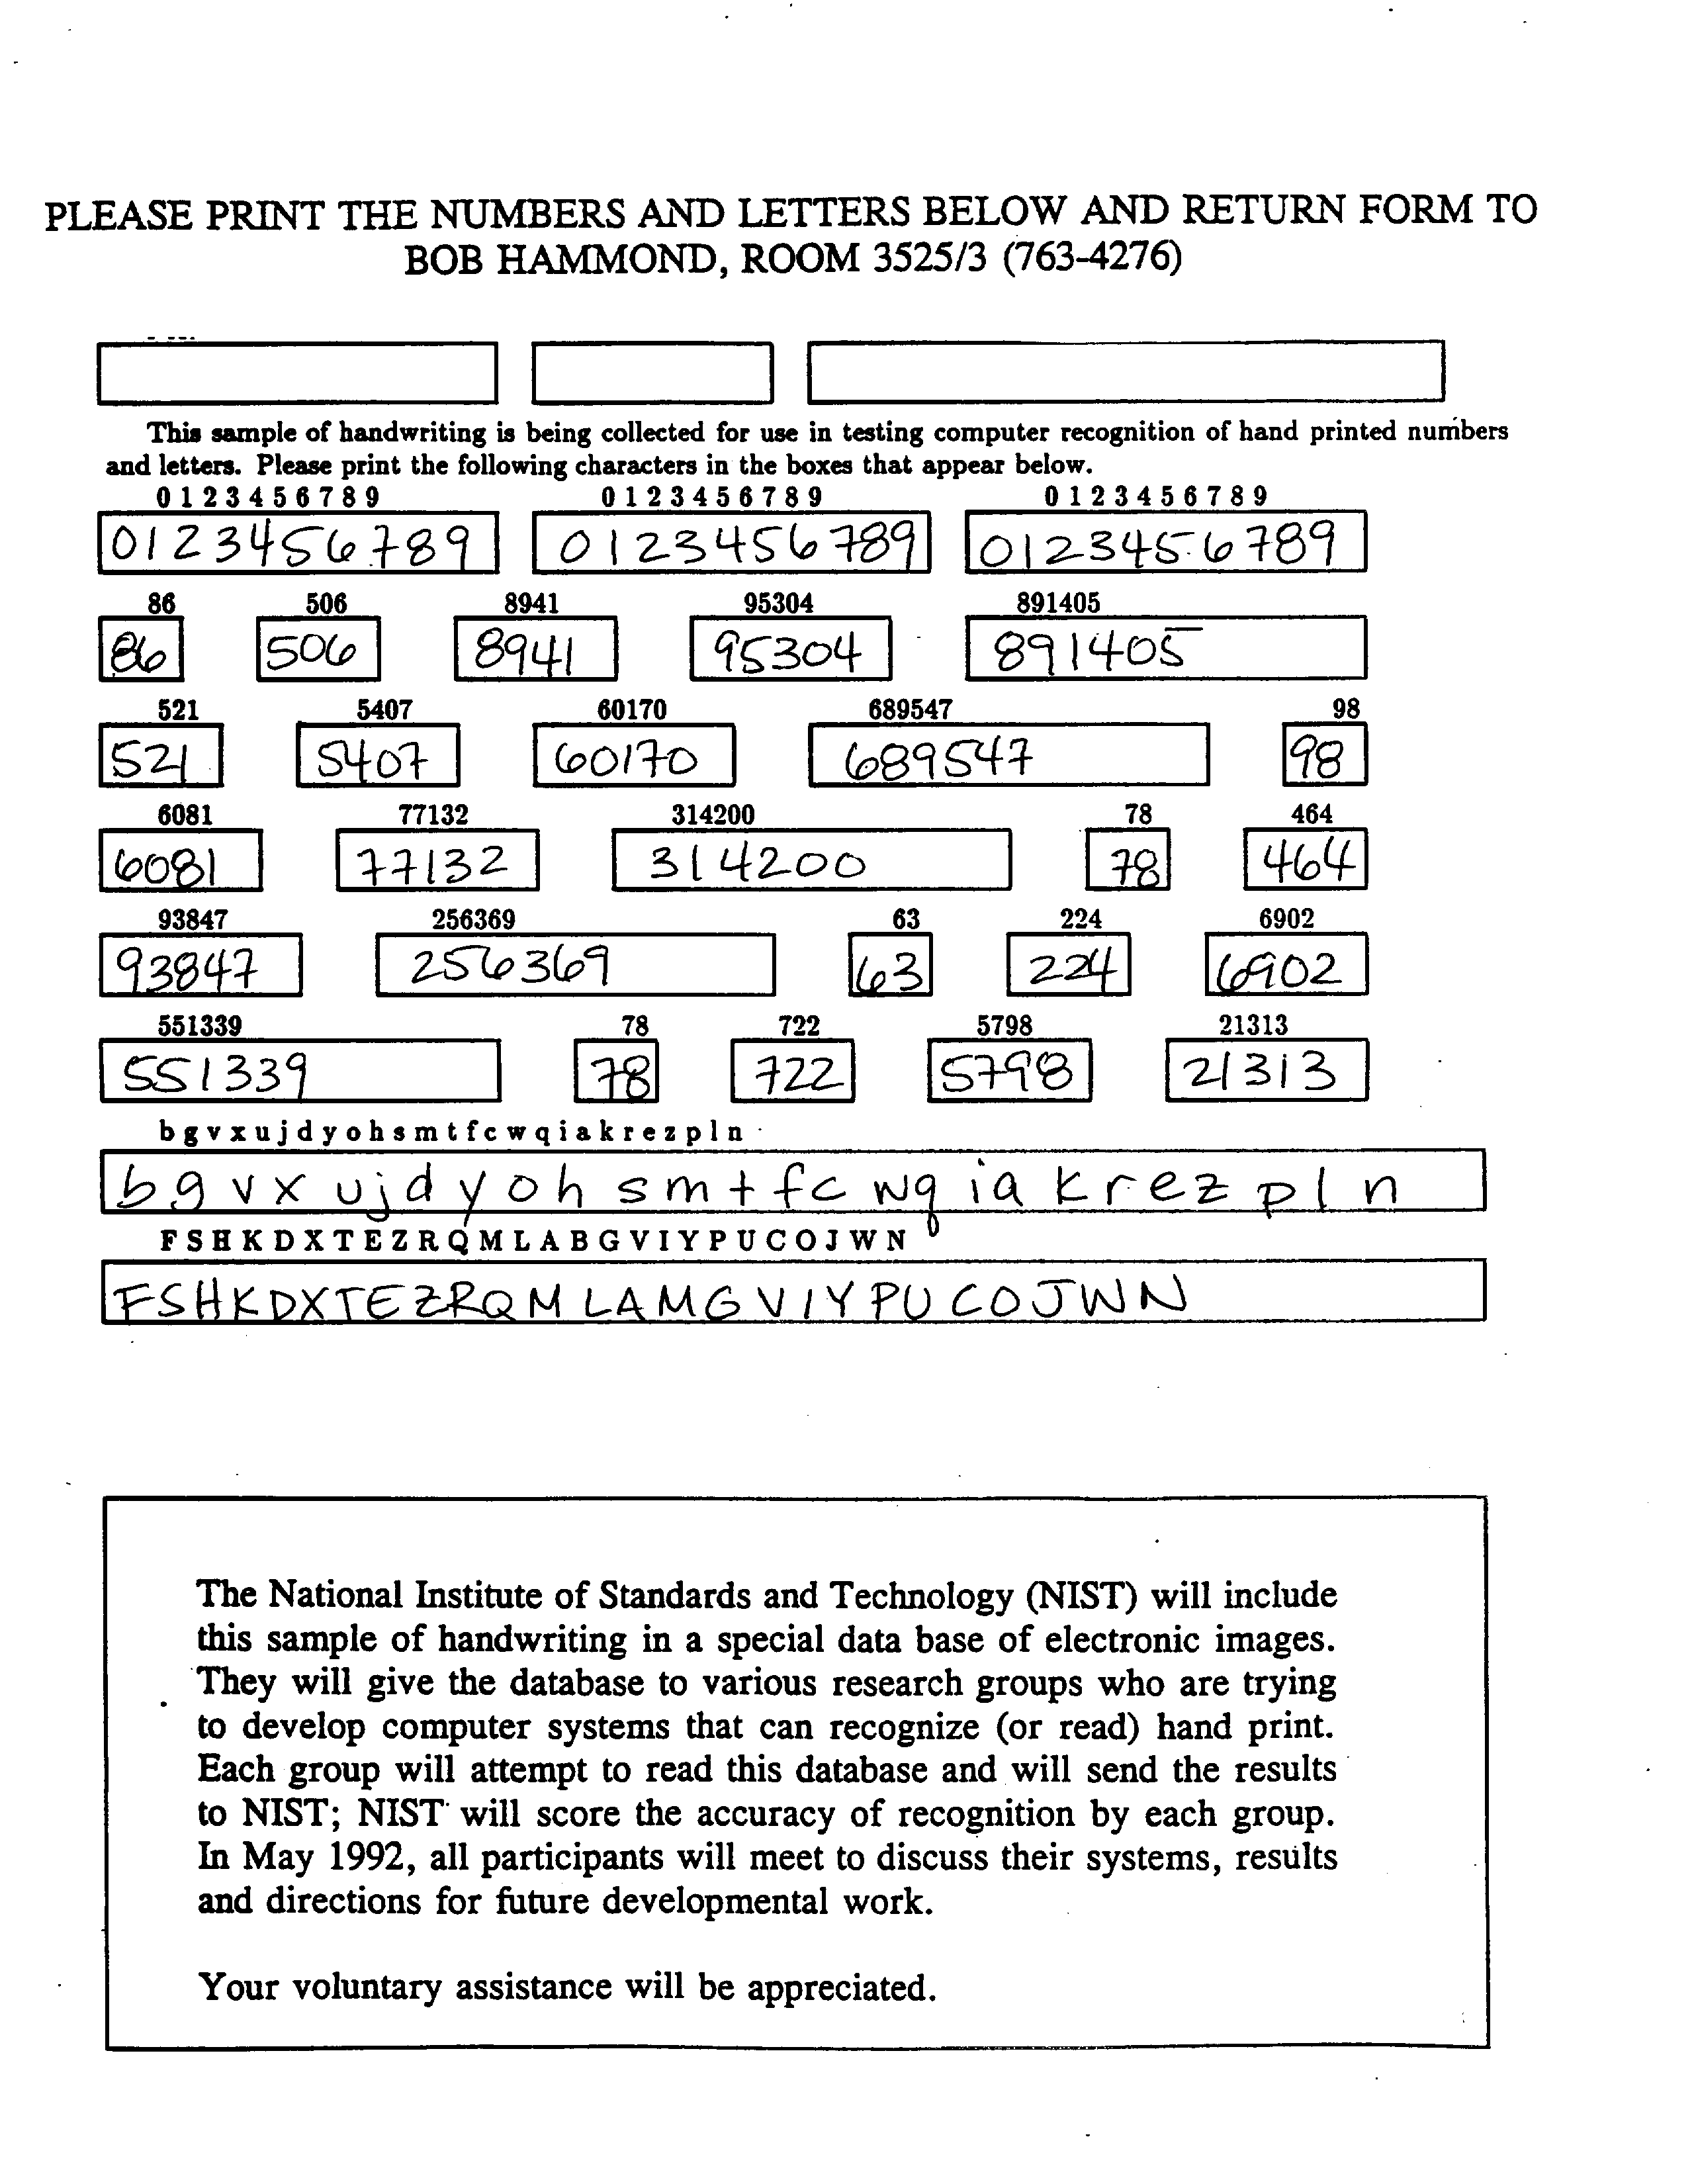 PLEASE PRINT THE NUMBERS AND LETTERS BELOW AND RETURN FORM TO
BOB HAMMOND, ROOM 3525/3 (763-4276)
This sample of handwriting is being collected for use in testing computer recognition of hand printed numbers
and letters. Please print the following characters in the boxes that appear below.
0 1 2 3 4 5 6 7 8 9 0 1 2 3 4 5 6 7 8 9 0 1 2 3 4 5 6 7 8 9
0123456789 0123456789 0123456789
86 506 8941 95304 891405
86 506 8941 95304 891405
521 5407 60170 689547 98
521 5407 60170 689547 98
6081 77132 314200 78 464
6081 77132 314200 78 464
93847 256369 63 224 6902
93847 256369 63 224 6902
551339 78 722 5798 21313
551339 78 722 5798 21313
b g v x u j d y o h s m t f c w q i a k r e z p l n
b g v x u j d y o h s m t f c w q i a k r e z p l n
F S H K D X T E Z R Q M L A B G V I Y P U C O J W N
F S H K D X T E Z R Q M L A M G V I Y P U C O J W N
The National Institute of Standards and Technology (NIST) will include
this sample of handwriting in a special data base of electronic images.
They will give the database to various research groups who are trying
to develop computer systems that can recognize (or read) hand print.
Each group will attempt to read this database and will send the results
to NIST; NIST will score the accuracy of recognition by each group.
In May 1992, all participants will meet to discuss their systems, results
and directions for future developmental work.
Your voluntary assistance will be appreciated.